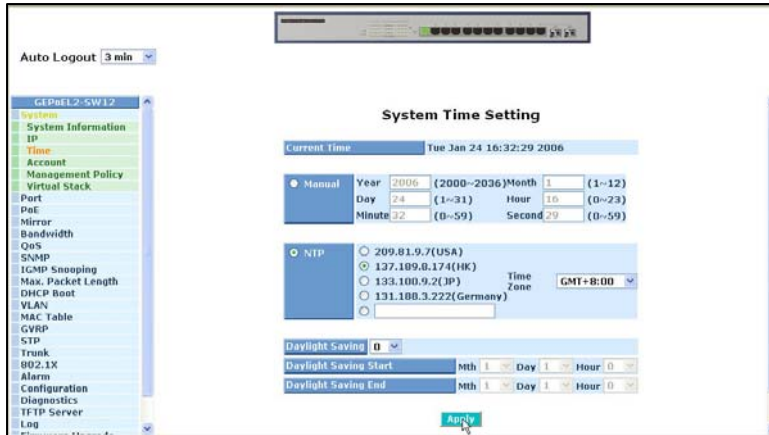 Auto Logout 3 min
GEPoEL2-SW12
System
System Information
IP
Time
Account
Management Policy
Virtual Stack
Port
PoE
Mirror
Bandwidth
QoS
SNMP
IGMP Snooping
Max. Packet Length
DHCP Boot
VLAN
MAC Table
GVRP
STP
Trunk
802.1X
Alarm
Configuration
Diagnostics
TFTP Server
Log
Firmware Upgrade
System Time Setting
Current Time Tue Jan 24 16:32:29 2006
Manual Year 2006 (2000~2036) Month 1 (1~12)
Day 24 (1~31) Hour 16 (0~23)
Minute 32 (0~59) Second 29 (0~59)
NTP 209.81.9.7(USA)
137.189.8.174(HK)
133.100.9.2(JP)
131.188.3.222(Germany)
Time Zone GMT+8:00
Daylight Saving 0
Daylight Saving Start Mth 1 Day 1 Hour 0
Daylight Saving End Mth 1 Day 1 Hour 0
Apply